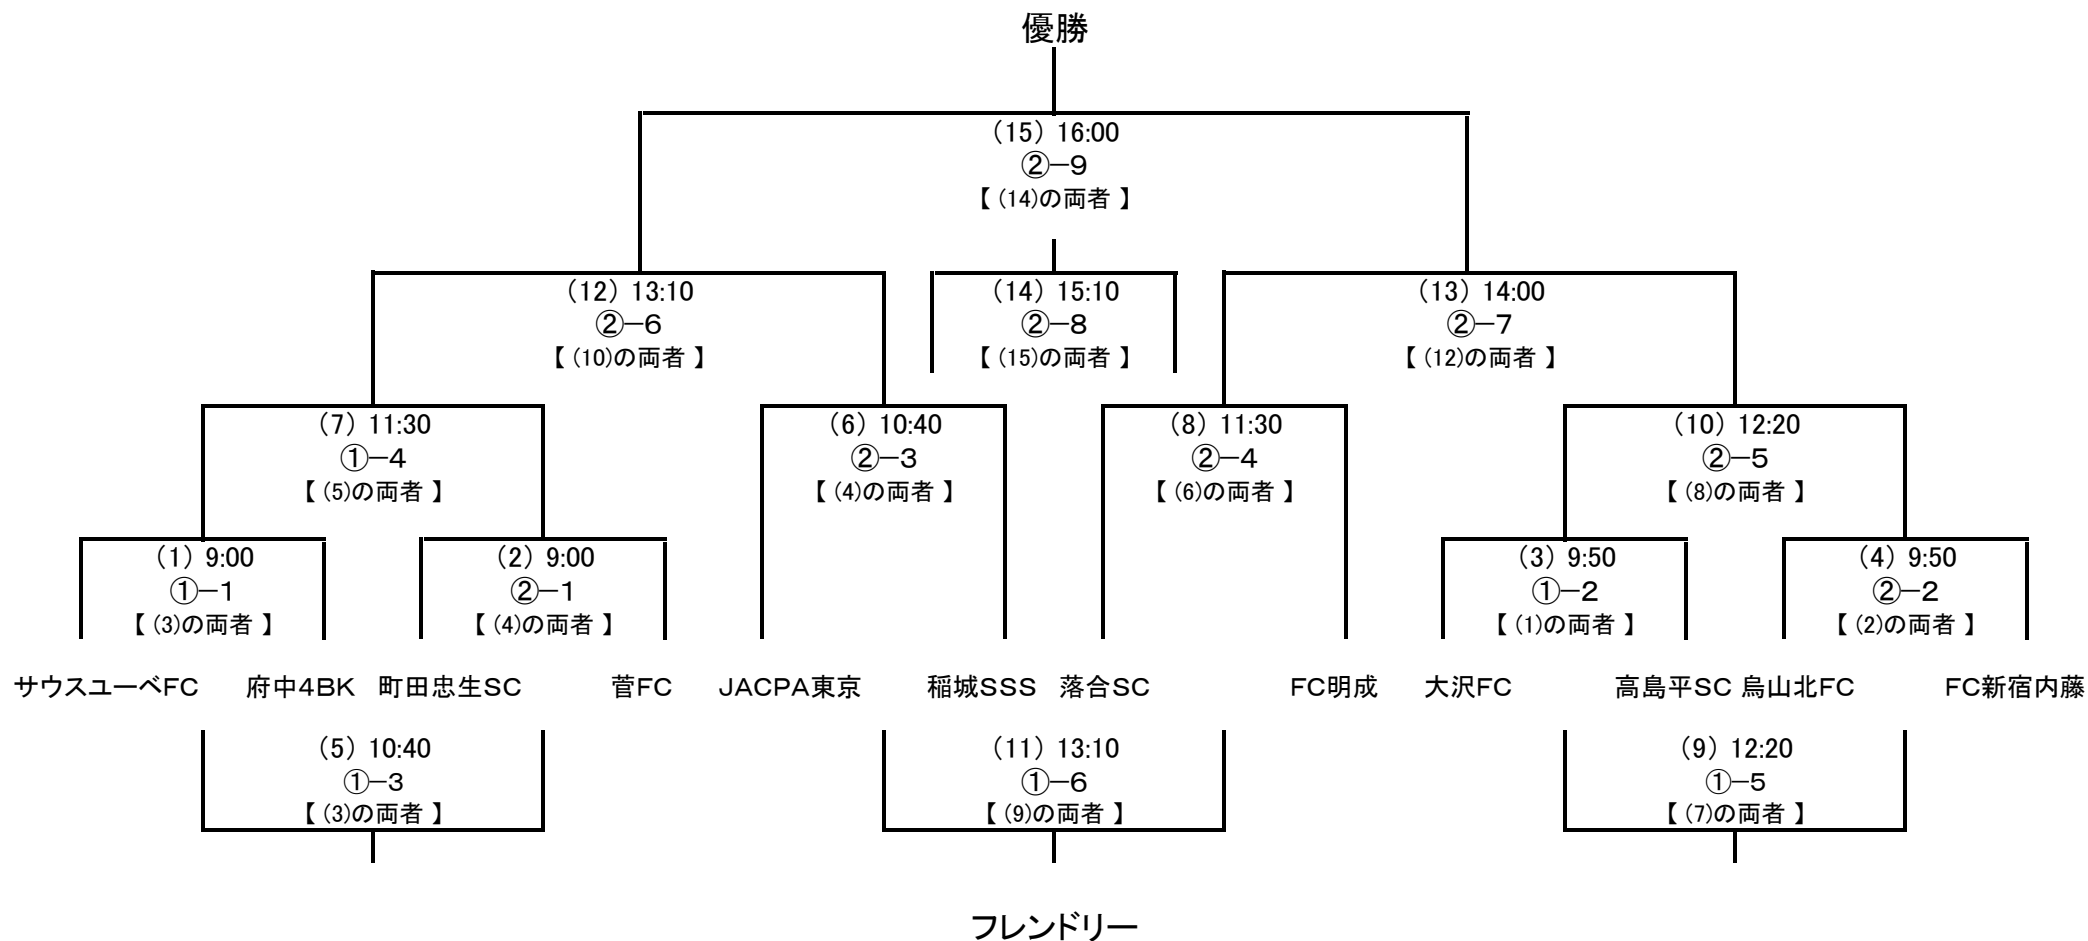 優勝
（15）16:00
②－9
【 (14)の両者 】
（12）13:10
②－6
【 (10)の両者 】
（14）15:10
②－8
【 (15)の両者 】
（13）14:00
②－7
【 (12)の両者 】
（7）11:30
①－4
【 (5)の両者 】
（6）10:40
②－3
【 (4)の両者 】
（8）11:30
②－4
【 (6)の両者 】
（10）12:20
②－5
【 (8)の両者 】
（1）9:00
①－1
【 (3)の両者 】
（2）9:00
②－1
【 (4)の両者 】
（3）9:50
①－2
【 (1)の両者 】
（4）9:50
②－2
【 (2)の両者 】
サウスユーベFC 府中4BK 町田忠生SC 菅FC JACPA東京 稲城SSS 落合SC FC明成 大沢FC 高島平SC 烏山北FC FC新宿内藤
（5）10:40
①－3
【 (3)の両者 】
（11）13:10
①－6
【 (9)の両者 】
（9）12:20
①－5
【 (7)の両者 】
フレンドリー